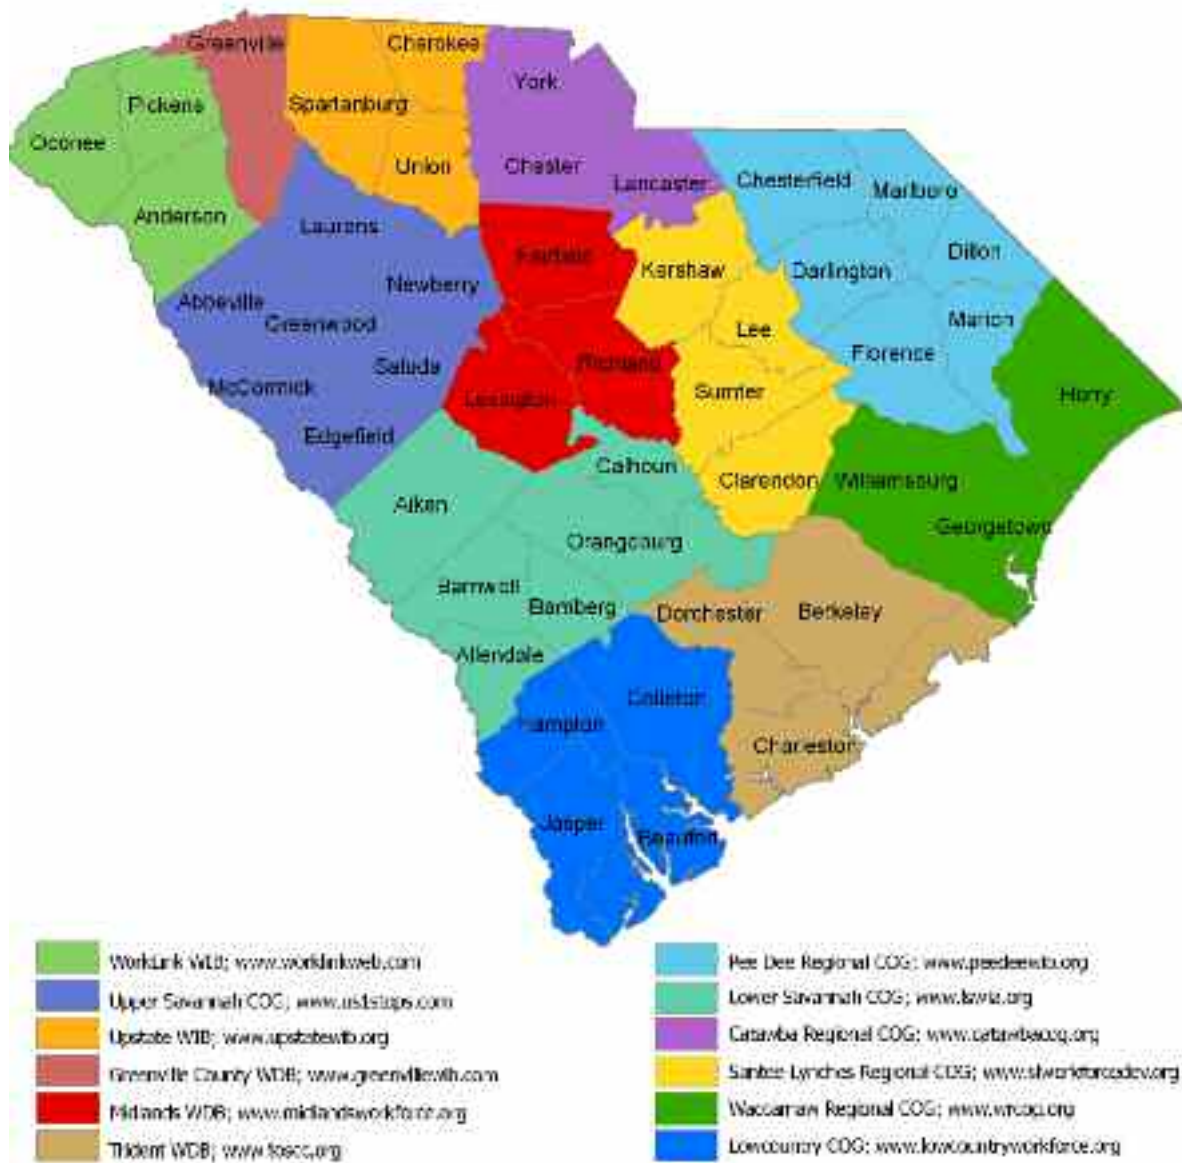 Greenville
Cherokee
York
Pickens
Spartanburg
Oconee
Union
Chester
Lancaster
Chesterfield
Marlboro
Anderson
Laurens
Fairfield
Kershaw
Darlington
Dillon
Newberry
Abbeville
Greenwood
Lee
Marion
Saluda
Richland
Florence
McCormick
Lexington
Sumter
Horry
Edgefield
Calhoun
Clarendon
Williamsburg
Aiken
Orangeburg
Georgetown
Barnwell
Bamberg
Dorchester
Berkeley
Allendale
Colleton
Hampton
Charleston
Jasper
Beaufort
WorkLink WIB; www.worklinkweb.com
Upper Savannah COG; www.us1stops.com
Upstate WIB; www.upstatewib.org
Greenville County WDB; www.greenvillewib.com
Midlands WDB; www.midlandsworkforce.org
Trident WDB;
Pee Dee Regional COG; www.peedeewib.org
Lower Savannah COG; www.lswia.org
Catawba Regional COG; www.catawbacog.org
Santee-Lynches Regional COG; www.slworkforcedev.org
Waccamaw Regional COG; www.wrcog.org
Lowcountry COG; www.lowcountryworkforce.org